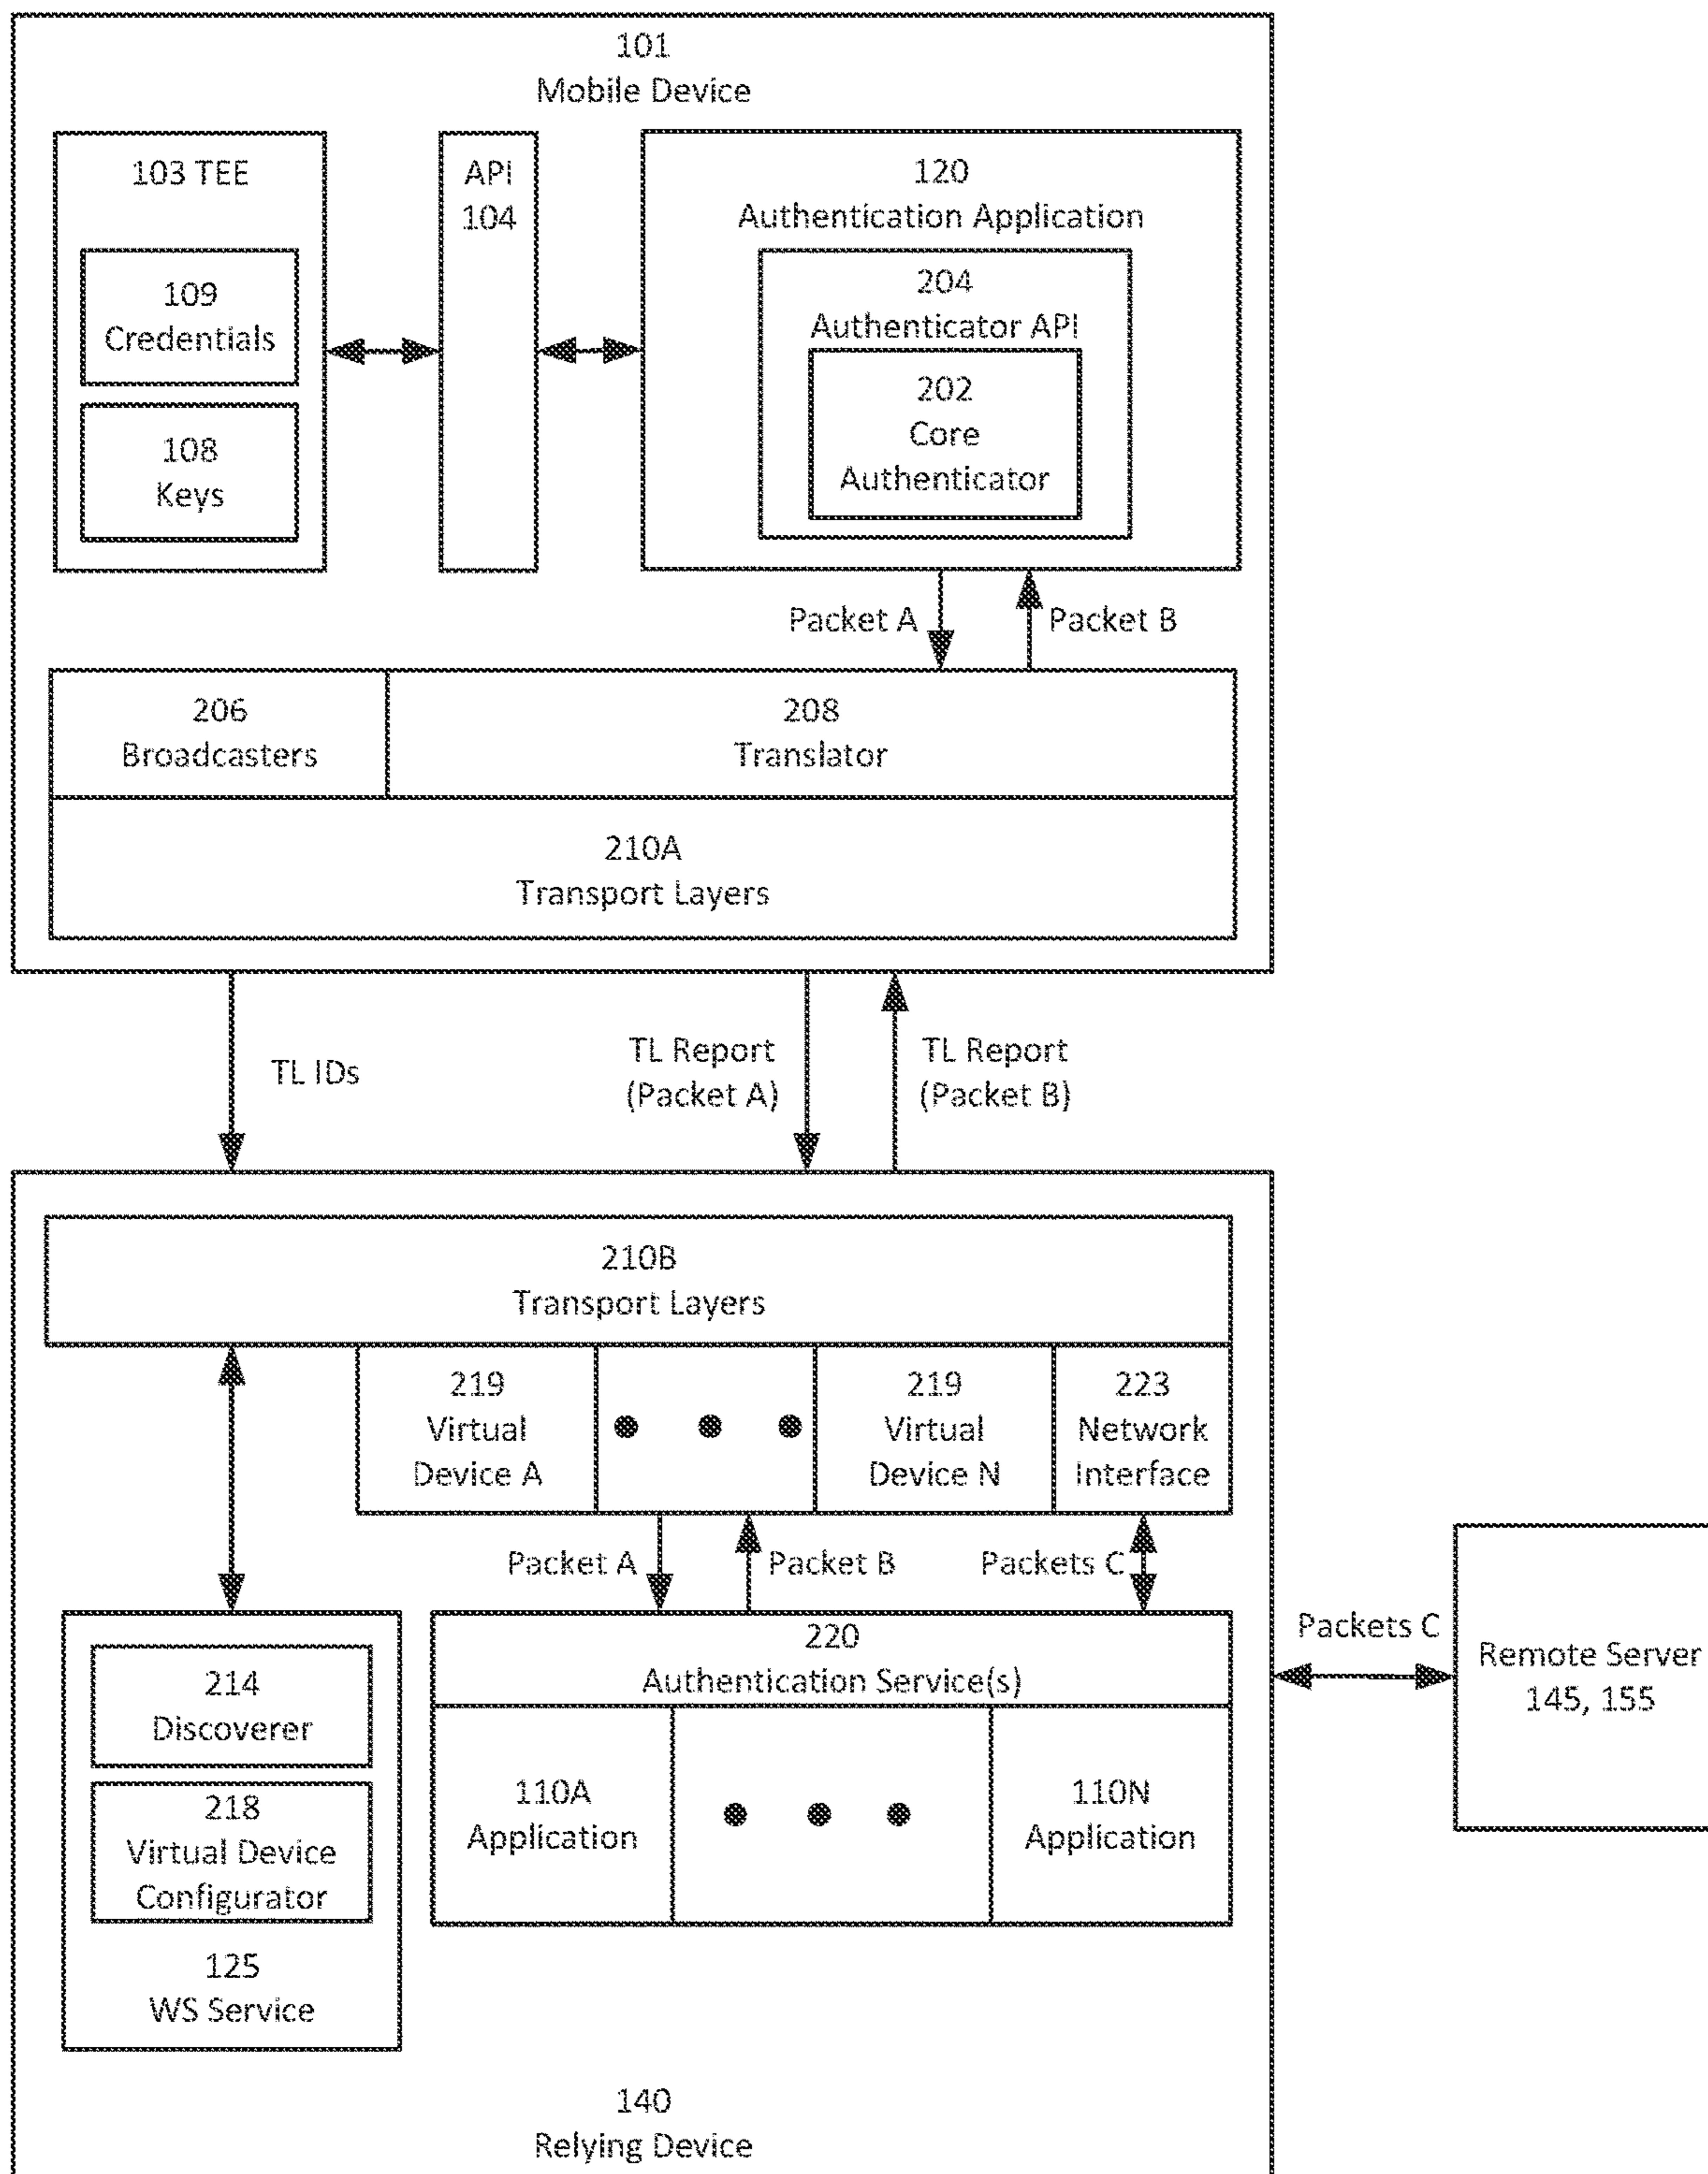 101
Mobile Device
103 TEE
109
Credentials
108
Keys
API
104
120
Authentication Application
204
Authenticator API
202
Core
Authenticator
Packet A
Packet B
206
Broadcasters
208
Translator
210A
Transport Layers
TL IDs
TL Report
(Packet A)
TL Report
(Packet B)
210B
Transport Layers
219
Virtual
Device A
219
Virtual
Device N
223
Network
Interface
Packet A
Packet B
Packets C
214
Discoverer
218
Virtual Device
Configurator
125
WS Service
220
Authentication Service(s)
110A
Application
110N
Application
Packets C
Remote Server
145, 155
140
Relying Device